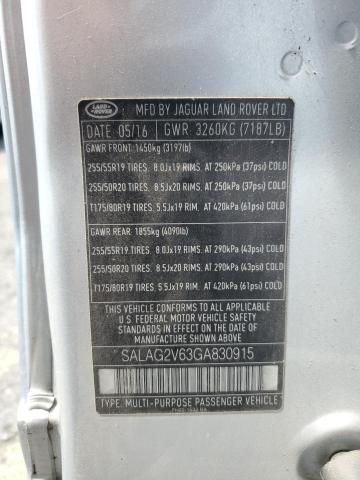 LAND ROVER
MFD BY JAGUAR LAND ROVER LTD
DATE 05/16 GWR 3260KG (7187LB)
GAWR FRONT 1450kg (3197lb)
255/55R19 TIRES. 8.0Jx19 RIMS. AT 250kPa (37psi) COLD
255/50R20 TIRES. 8.5Jx20 RIMS. AT 250kPa (37psi) COLD
T175/80R19 TIRES 5.5Jx19 RIM. AT 420kPa (61psi) COLD
GAWR REAR 1855kg (4090lb)
255/55R19 TIRES. 8.0Jx19 RIMS. AT 290kPa (43psi) COLD
255/50R20 TIRES. 8.5Jx20 RIMS. AT 290kPa (43psi) COLD
T175/80R19 TIRES 5.5Jx19 RIM. AT 420kPa (61psi) COLD
THIS VEHICLE CONFORMS TO ALL APPLICABLE
U.S. FEDERAL MOTOR VEHICLE SAFETY
STANDARDS IN EFFECT ON THE DATE
OF MANUFACTURE SHOWN ABOVE
SALAG2V63GA830915
TYPE: MULTI-PURPOSE PASSENGER VEHICLE